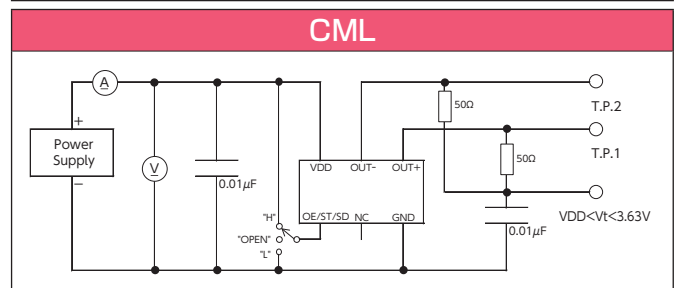 CML
A
50Ω
T.P.2
+
Power
Supply
−
V
0.01μF
VDD OUT- OUT+
50Ω
T.P.1
"H"
"OPEN"
"L"
OE/ST/SD NC GND
0.01μF
VDD<Vt<3.63V